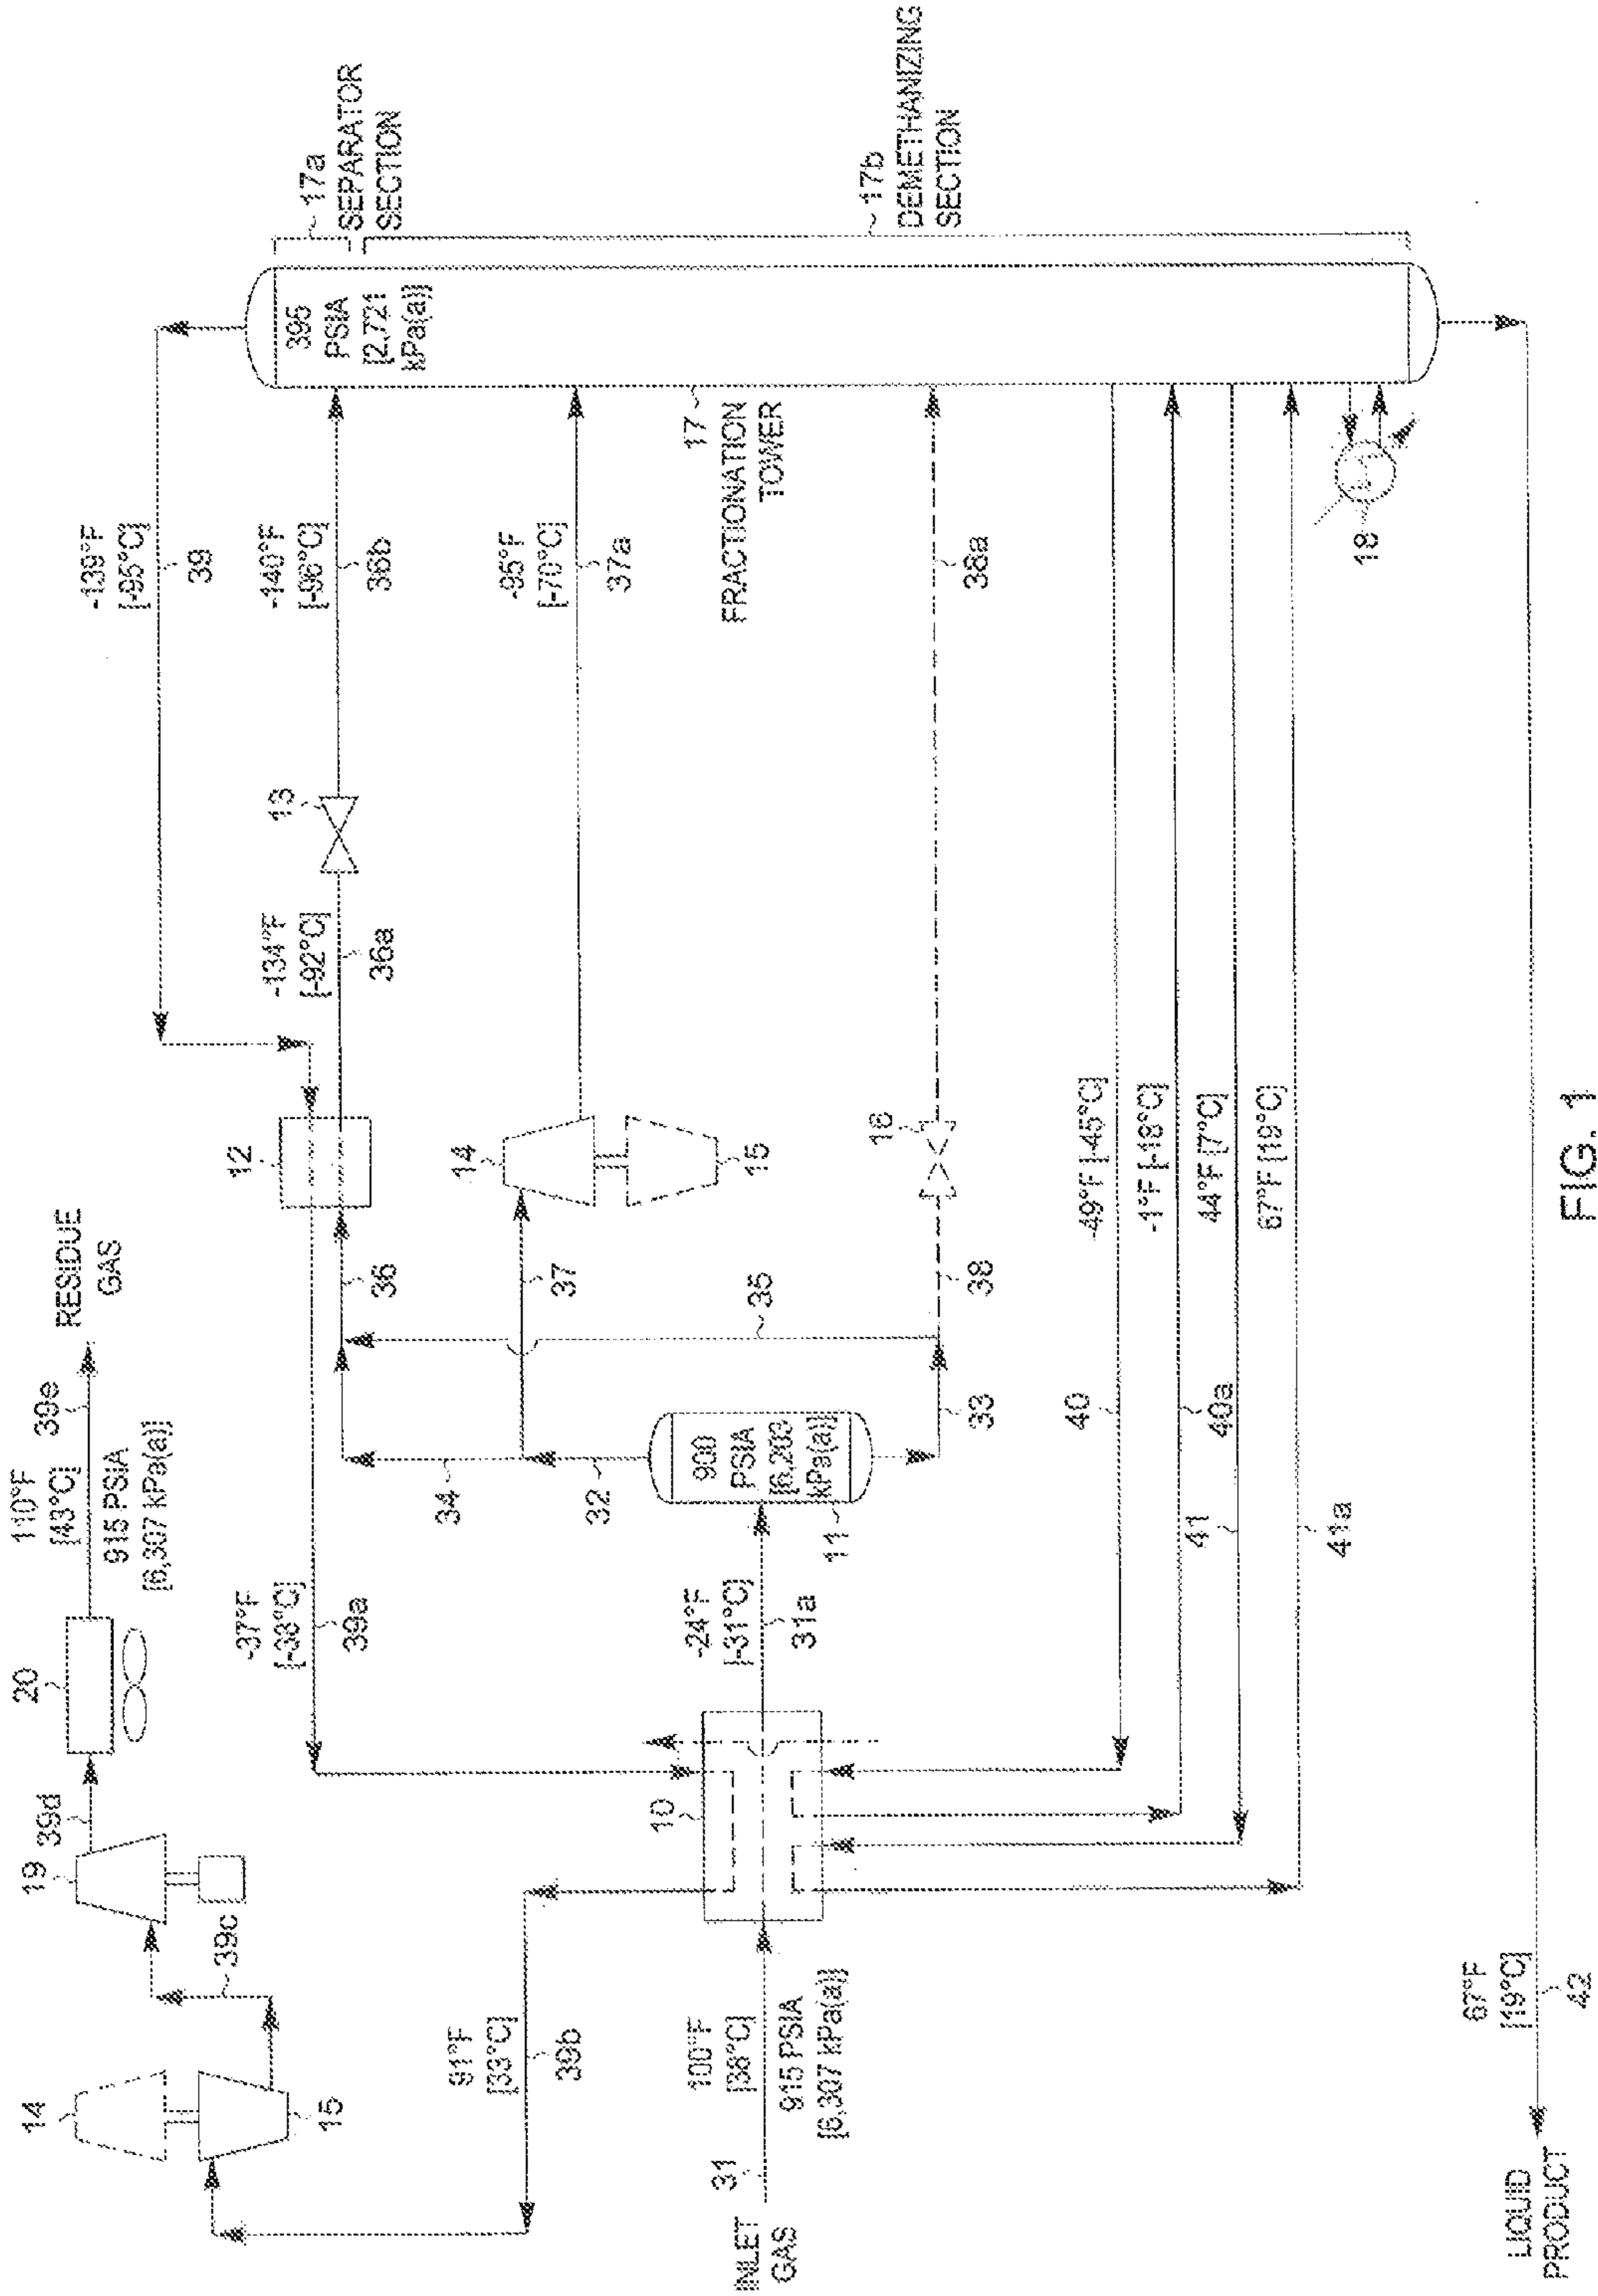 RESIDUE
GAS
110°F
[43°C]
39e
915 PSIA
[6,307 kPa(a)]
20
39d
19
39c
14
15
-139°F
[-95°C]
39
17a
SEPARATOR
SECTION
395
PSIA
[2,721
kPa(a)]
-140°F
[-96°C]
36b
13
-134°F
[-92°C]
36a
12
36
-37°F
[-38°C]
39a
-95°F
[-70°C]
37a
14
15
37
34
32
35
17
FRACTIONATION
TOWER
17b
DEMETHANIZING
SECTION
91°F
[33°C]
39b
10
-24°F
[-31°C]
31a
900
PSIA
[6,203
kPa(a)]
11
33
38
16
38a
INLET
GAS
31
100°F
[38°C]
915 PSIA
[6,307 kPa(a)]
40
-49°F [-45°C]
40a
-1°F [-18°C]
41
44°F [7°C]
41a
67°F [19°C]
18
LIQUID
PRODUCT
67°F
[19°C]
42
FIG. 1